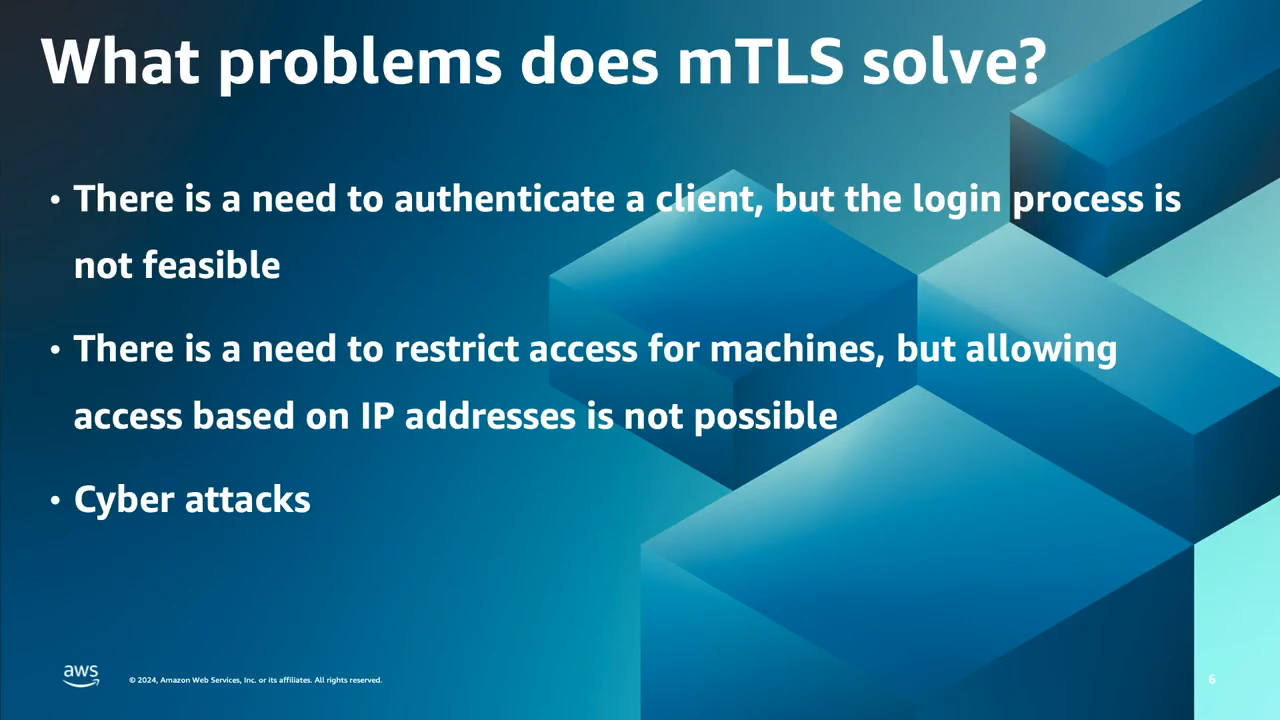 What problems does mTLS solve?
• There is a need to authenticate a client, but the login process is
not feasible
• There is a need to restrict access for machines, but allowing
access based on IP addresses is not possible
• Cyber attacks
aws
© 2024, Amazon Web Services, Inc. or its affiliates. All rights reserved.
6